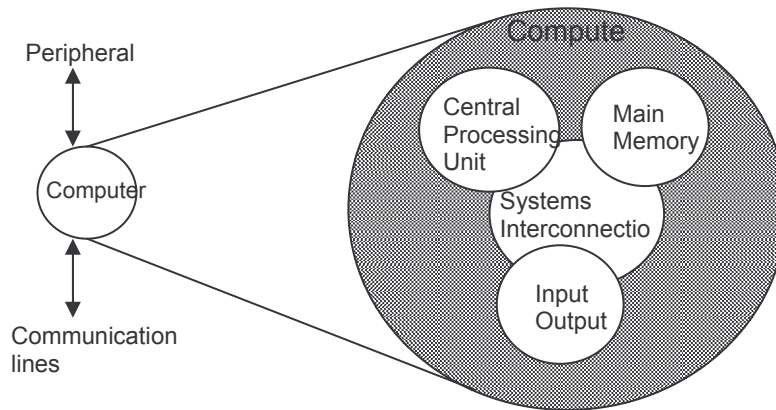 Peripheral
Computer
Communication
lines
Compute
Central
Processing
Unit
Main
Memory
Systems
Interconnectio
Input
Output